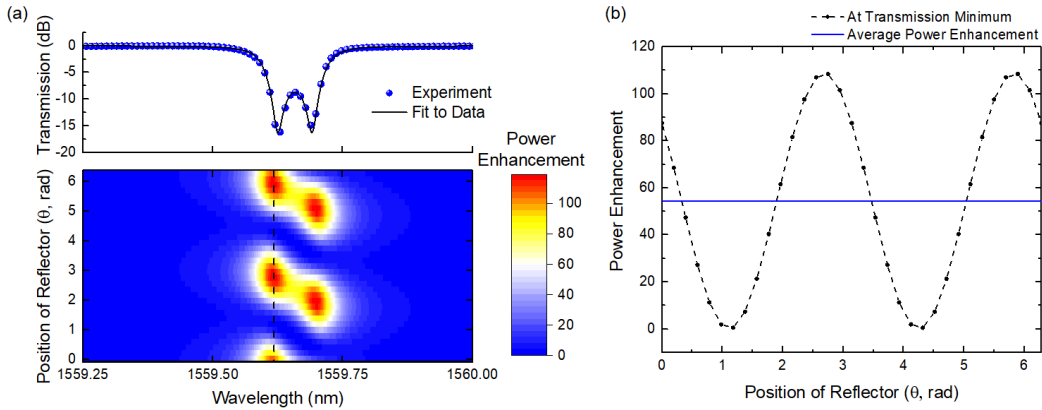 (a)
Transmission (dB)
0
-5
-10
-15
-20
Experiment
Fit to Data
Position of Reflector (θ, rad)
6
5
4
3
2
1
0
1559.25
1559.50
1559.75
1560.00
Wavelength (nm)
Power
Enhancement
100
80
60
40
20
0
(b)
At Transmission Minimum
Average Power Enhancement
Power Enhancement
120
100
80
60
40
20
0
0
1
2
3
4
5
6
Position of Reflector (θ, rad)